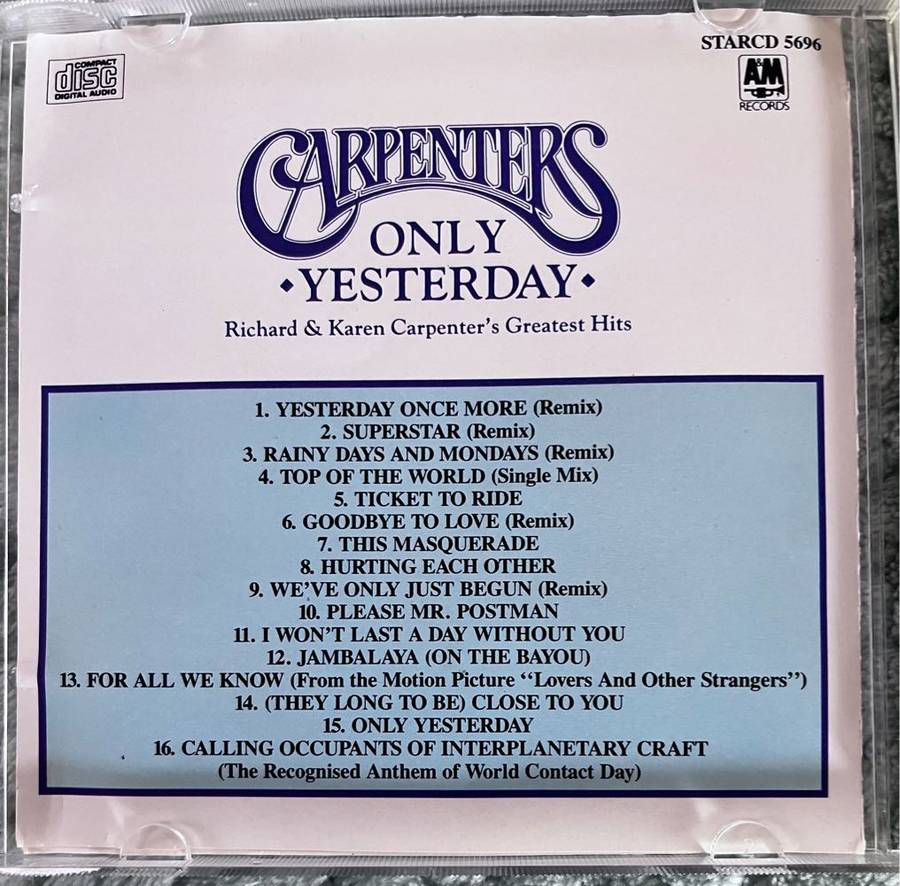 STARCD 5696
COMPACT
disc
DIGITAL AUDIO
A&M
RECORDS
CARPENTERS
ONLY
•YESTERDAY•
Richard & Karen Carpenter's Greatest Hits
1. YESTERDAY ONCE MORE (Remix)
2. SUPERSTAR (Remix)
3. RAINY DAYS AND MONDAYS (Remix)
4. TOP OF THE WORLD (Single Mix)
5. TICKET TO RIDE
6. GOODBYE TO LOVE (Remix)
7. THIS MASQUERADE
8. HURTING EACH OTHER
9. WE'VE ONLY JUST BEGUN (Remix)
10. PLEASE MR. POSTMAN
11. I WON'T LAST A DAY WITHOUT YOU
12. JAMBALAYA (ON THE BAYOU)
13. FOR ALL WE KNOW (From the Motion Picture "Lovers And Other Strangers")
14. (THEY LONG TO BE) CLOSE TO YOU
15. ONLY YESTERDAY
16. CALLING OCCUPANTS OF INTERPLANETARY CRAFT
(The Recognised Anthem of World Contact Day)